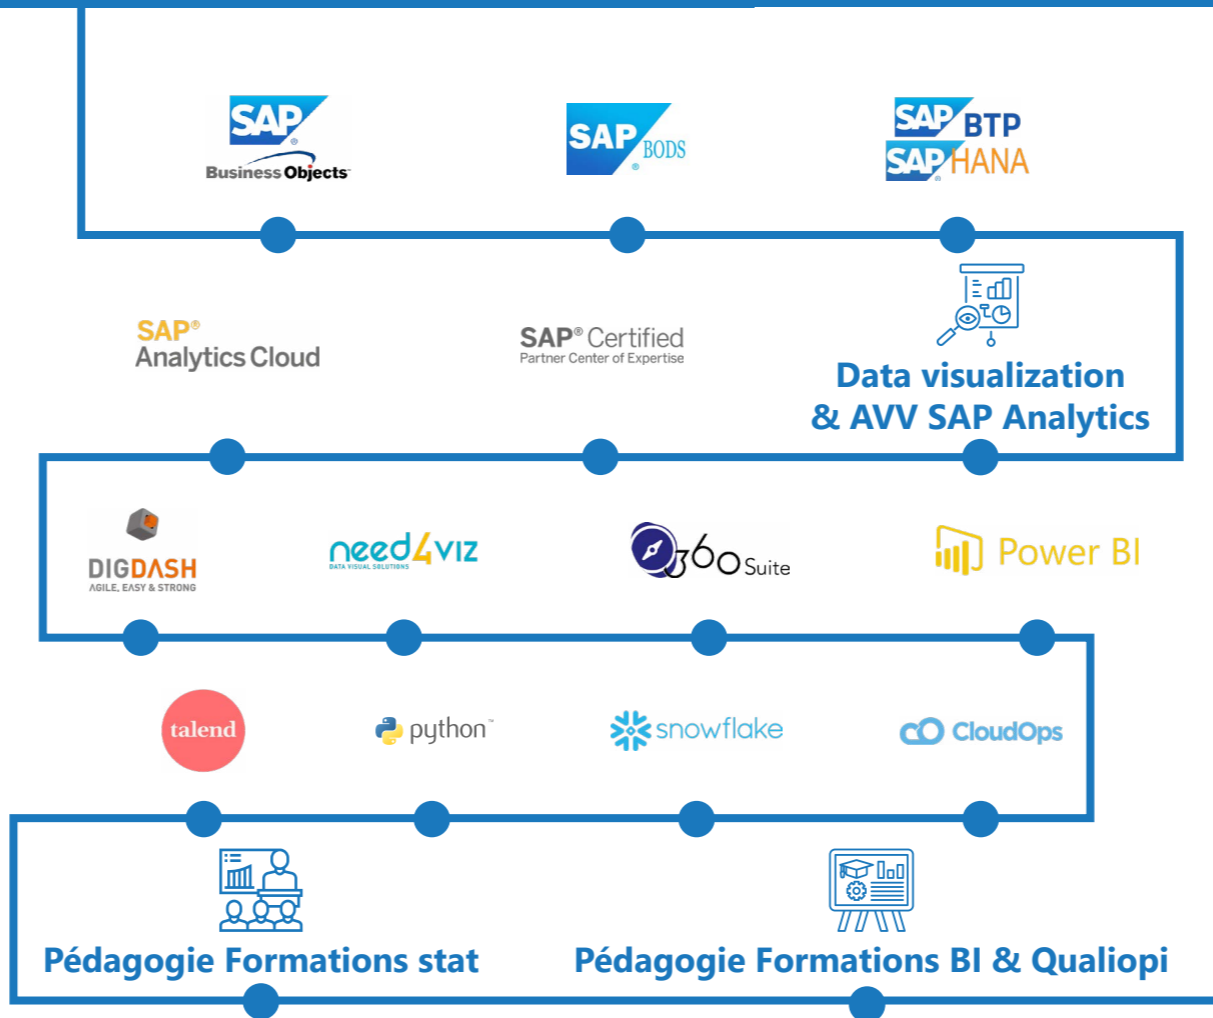 SAP®
Business Objects
SAP® BODS
SAP BTP
SAP® HANA
SAP®
Analytics Cloud
SAP® Certified
Partner Center of Expertise
Data visualization
& AVV SAP Analytics
DIGDASH
AGILE, EASY & STRONG
need4viz
DATA VISUAL SOLUTIONS
360 Suite
Power BI
talend
python™
snowflake
CloudOps
Pédagogie Formations stat
Pédagogie Formations BI & Qualiopi